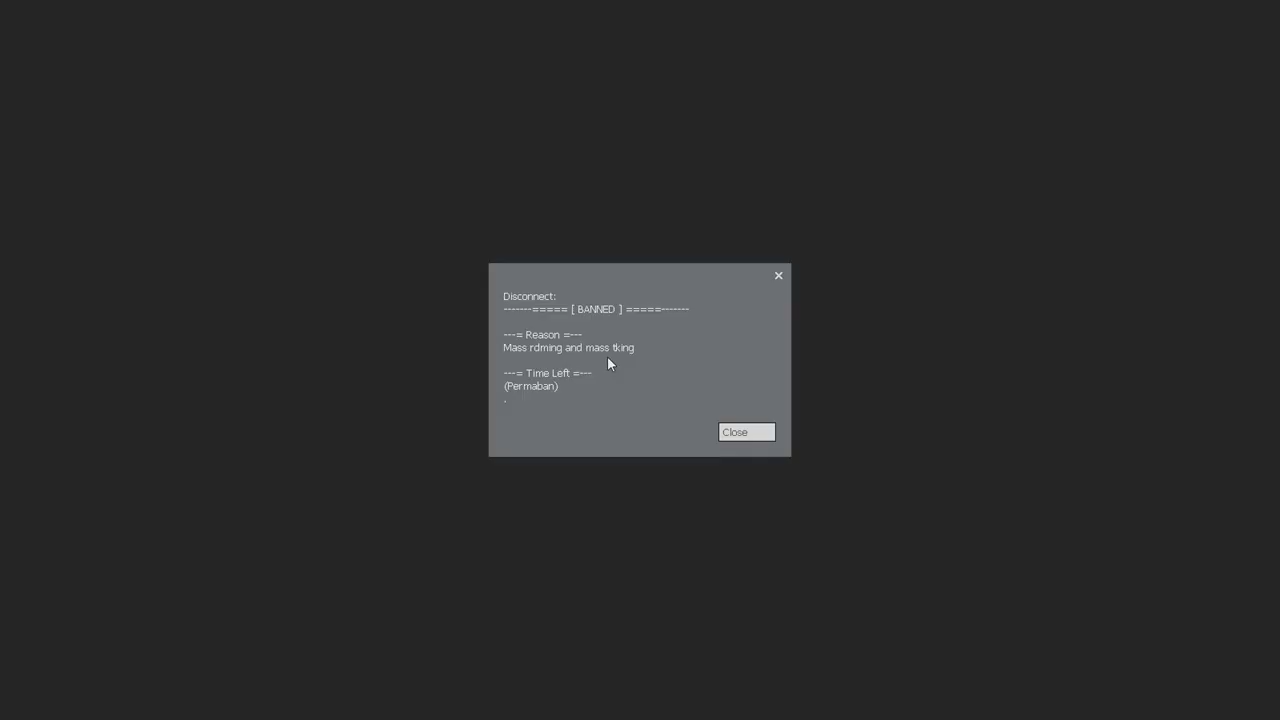 Disconnect:
-------===== [ BANNED ] =====-------
---= Reason =---
Mass rdming and mass tking
---= Time Left =---
(Permaban)
.
Close